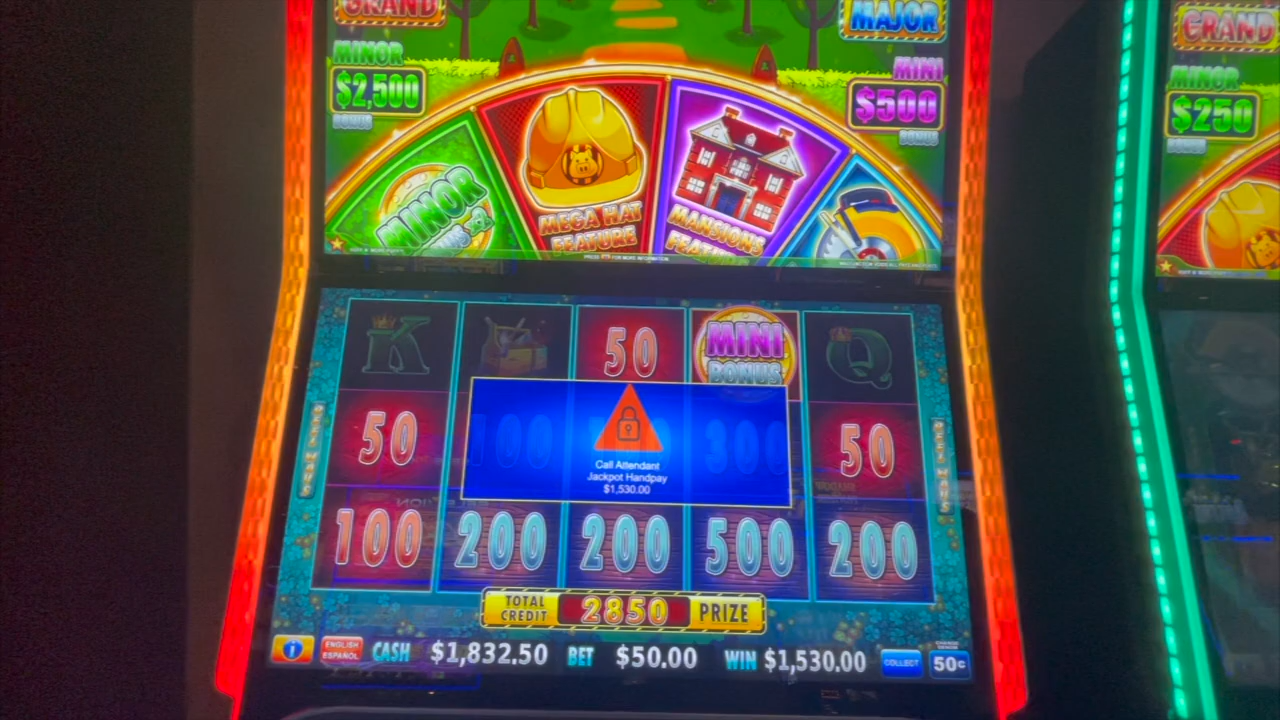 GRAND
MAJOR
GRAND
MINOR
$2,500
BONUS
MINI
$500
BONUS
MINOR
$250
BONUS
MINOR
MEGA HAT
FEATURE
MANSIONS
FEATURE
K
50
MINI
BONUS
Q
50
100
300
50
Call Attendant
Jackpot Handpay
$1,530.00
100
200
200
500
200
TOTAL
CREDIT
2850
PRIZE
ENGLISH
ESPAÑOL
CASH
$1,832.50
BET
$50.00
WIN
$1,530.00
COLLECT
50¢